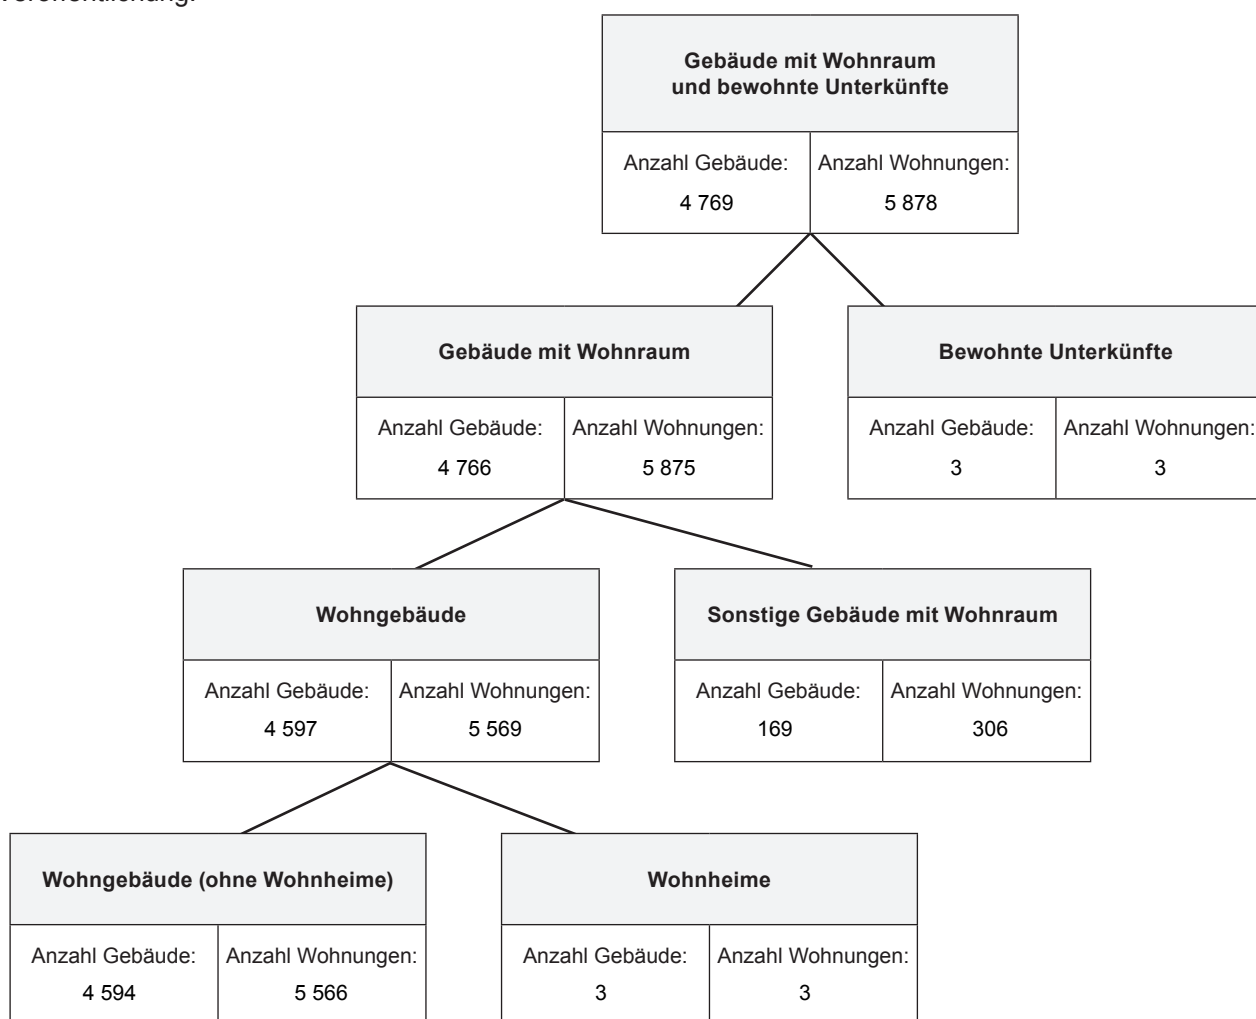 Veröffentlichung.
Gebäude mit Wohnraum
und bewohnte Unterkünfte
Anzahl Gebäude: Anzahl Wohnungen:
4 769 5 878
Gebäude mit Wohnraum Bewohnte Unterkünfte
Anzahl Gebäude: Anzahl Wohnungen: Anzahl Gebäude: Anzahl Wohnungen:
4 766 5 875 3 3
Wohngebäude Sonstige Gebäude mit Wohnraum
Anzahl Gebäude: Anzahl Wohnungen: Anzahl Gebäude: Anzahl Wohnungen:
4 597 5 569 169 306
Wohngebäude (ohne Wohnheime) Wohnheime
Anzahl Gebäude: Anzahl Wohnungen: Anzahl Gebäude: Anzahl Wohnungen:
4 594 5 566 3 3